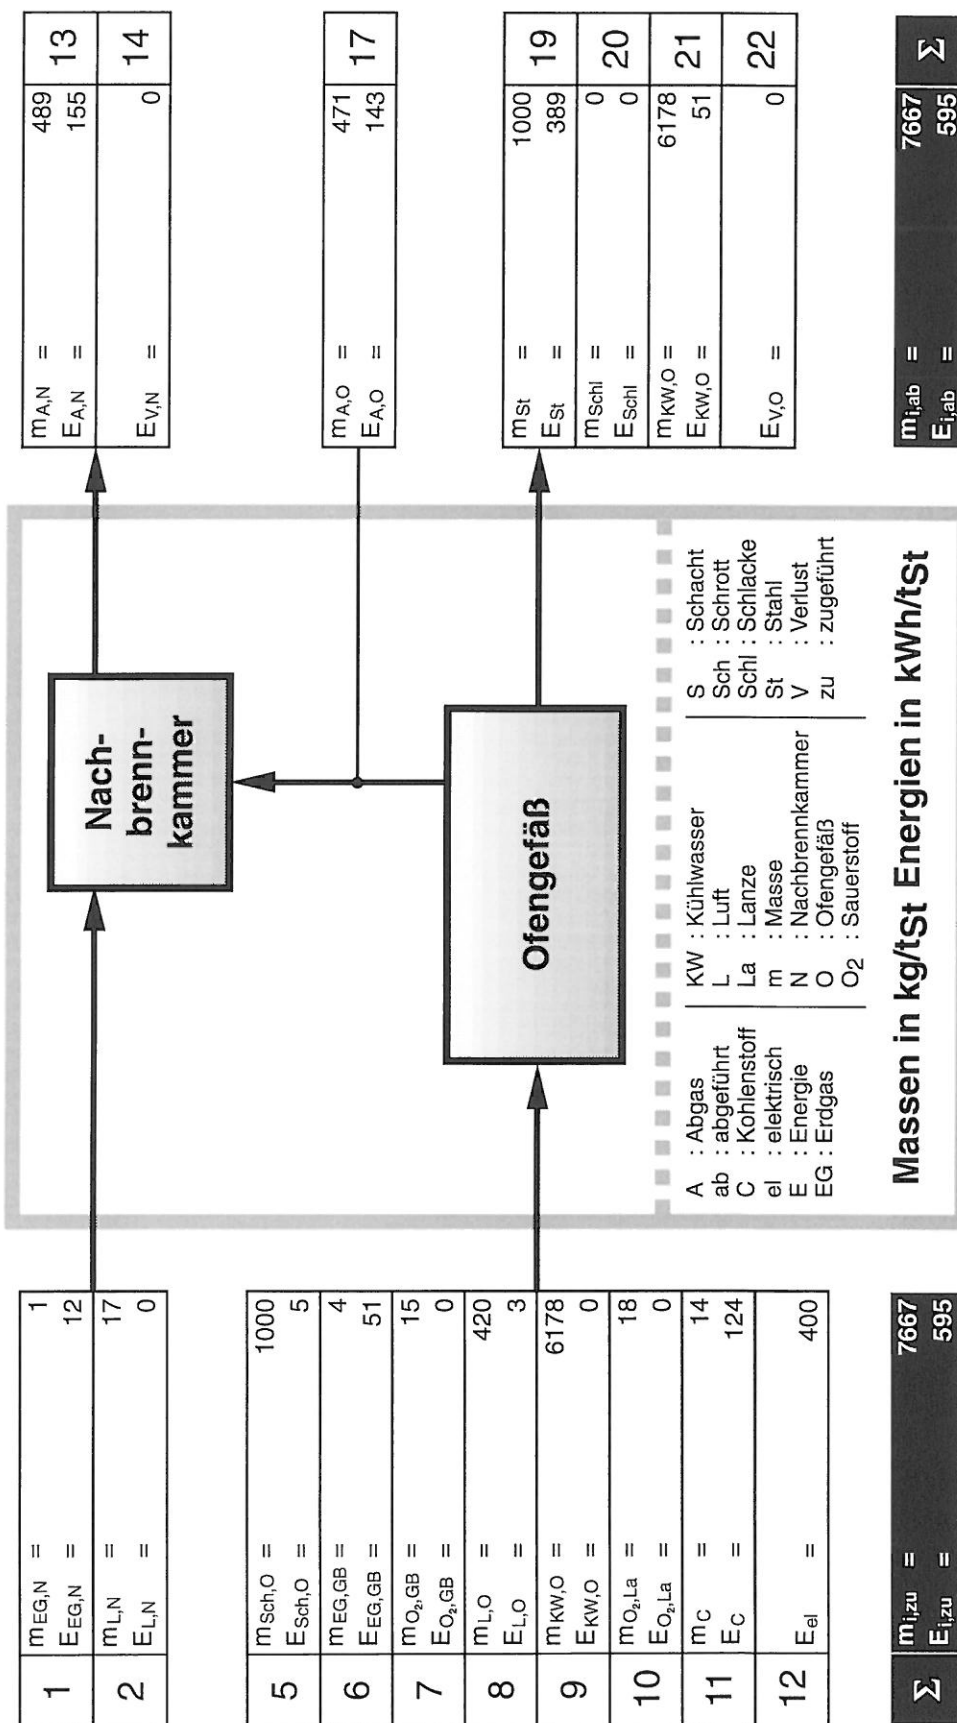 1
m_EG,N = 1
E_EG,N = 12
2
m_L,N = 17
E_L,N = 0
5
m_Sch,O = 1000
E_Sch,O = 5
6
m_EG,GB = 4
E_EG,GB = 51
7
m_O₂,GB = 15
E_O₂,GB = 0
8
m_L,O = 420
E_L,O = 3
9
m_KW,O = 6178
E_KW,O = 0
10
m_O₂,La = 18
E_O₂,La = 0
11
m_C = 14
E_C = 124
12
E_el = 400
Σ
m_i,zu = 7667
E_i,zu = 595
Nach-
brenn-
kammer
Ofengefäß
A : Abgas
ab : abgeführt
C : Kohlenstoff
el : elektrisch
E : Energie
EG : Erdgas
KW : Kühlwasser
L : Luft
La : Lanze
m : Masse
N : Nachbrennkammer
O : Ofengefäß
O₂ : Sauerstoff
S : Schacht
Sch : Schrott
Schl : Schlacke
St : Stahl
V : Verlust
zu : zugeführt
Massen in kg/tSt Energien in kWh/tSt
m_A,N = 489
E_A,N = 155
13
E_V,N = 0
14
m_A,O = 471
E_A,O = 143
17
m_St = 1000
E_St = 389
19
m_Schl = 0
E_Schl = 0
20
m_KW,O = 6178
E_KW,O = 51
21
E_V,O = 0
22
m_i,ab = 7667
E_i,ab = 595
Σ